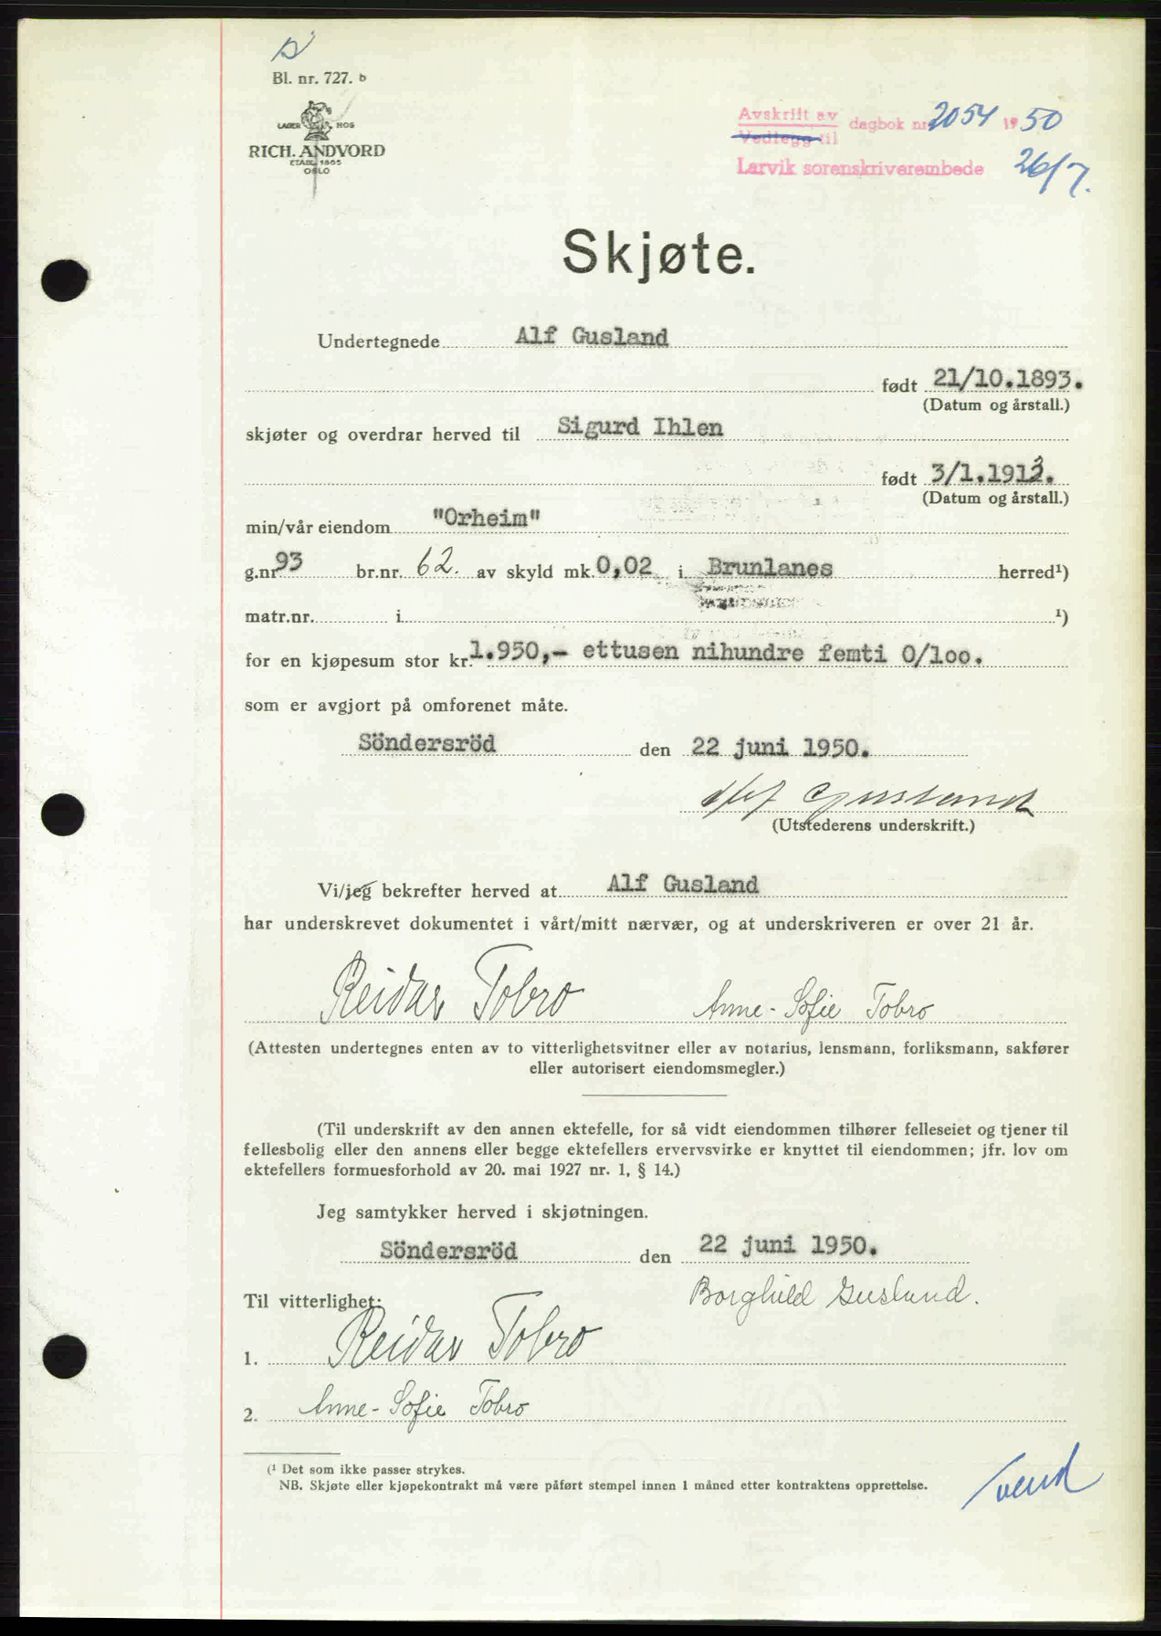 Bl. nr. 727. b
LAGER HOS
RICH. ANDVORD
ETABL. 1865
OSLO
Avskrift av
Vedlegg til
dagbok nr. 2054 1950
Larvik sorenskriverembede 26/7.
Skjøte.
Undertegnede Alf Gusland
født 21/10.1893.
(Datum og årstall.)
skjøter og overdrar herved til Sigurd Ihlen
født 3/1.1913.
(Datum og årstall.)
min/vår eiendom "Orheim"
g.nr. 93 br.nr. 62. av skyld mk. 0,02 i Brunlanes herred¹)
matr.nr. i ¹)
for en kjøpesum stor kr. 1.950,- ettusen nihundre femti 0/100.
som er avgjort på omforenet måte.
Söndersröd den 22 juni 1950.
Alf Gusland
(Utstederens underskrift.)
Vi/jeg bekrefter herved at Alf Gusland
har underskrevet dokumentet i vårt/mitt nærvær, og at underskriveren er over 21 år.
Reidar Tobro Anne-Sofie Tobro
(Attesten undertegnes enten av to vitterlighetsvitner eller av notarius, lensmann, forliksmann, sakfører
eller autorisert eiendomsmegler.)
(Til underskrift av den annen ektefelle, for så vidt eiendommen tilhører felleseiet og tjener til
fellesbolig eller den annens eller begge ektefellers ervervsvirke er knyttet til eiendommen; jfr. lov om
ektefellers formuesforhold av 20. mai 1927 nr. 1, § 14.)
Jeg samtykker herved i skjøtningen.
Söndersröd den 22 juni 1950.
Borghild Gusland.
Til vitterlighet:
1. Reidar Tobro
2. Anne-Sofie Tobro
(¹ Det som ikke passer strykes.
NB. Skjøte eller kjøpekontrakt må være påført stempel innen 1 måned etter kontraktens opprettelse.